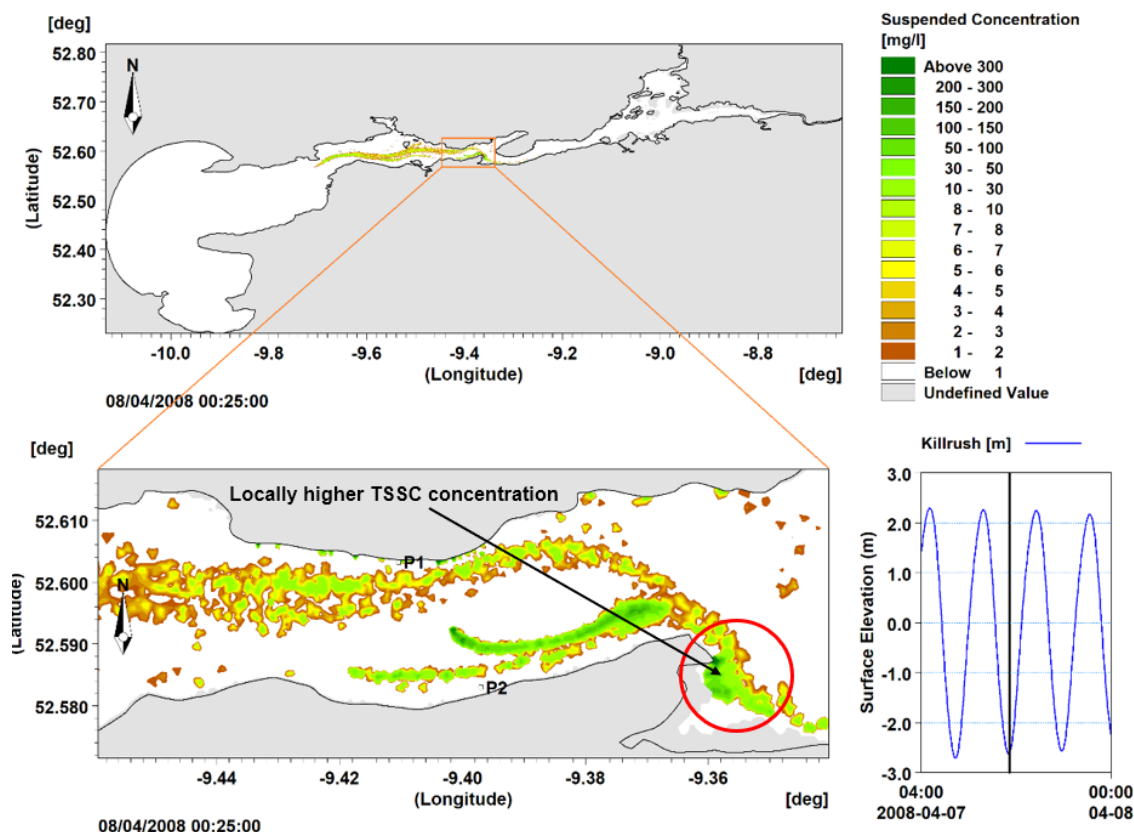 [deg]
52.80
52.70
52.60
52.50
52.40
52.30
(Latitude)
N
-10.0 -9.8 -9.6 -9.4 -9.2 -9.0 -8.8
(Longitude) [deg]
08/04/2008 00:25:00
Suspended Concentration
[mg/l]
Above 300
200 - 300
150 - 200
100 - 150
50 - 100
30 - 50
10 - 30
8 - 10
7 - 8
6 - 7
5 - 6
4 - 5
3 - 4
2 - 3
1 - 2
Below 1
Undefined Value
[deg]
52.610
52.600
52.590
52.580
(Latitude)
N
Locally higher TSSC concentration
P1
P2
-9.44 -9.42 -9.40 -9.38 -9.36
(Longitude) [deg]
08/04/2008 00:25:00
Killrush [m]
3.0
2.0
1.0
0.0
-1.0
-2.0
-3.0
Surface Elevation (m)
04:00 00:00
2008-04-07 04-08